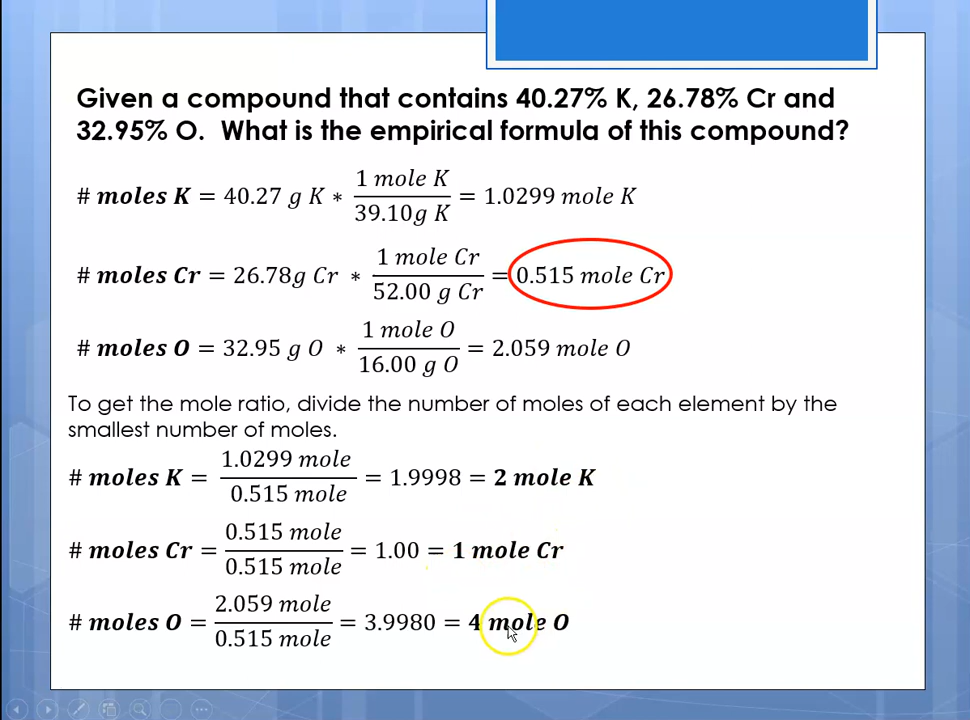 Given a compound that contains 40.27% K, 26.78% Cr and
32.95% O.  What is the empirical formula of this compound?
# moles K = 40.27 g K ∗ 1 mole K / 39.10g K = 1.0299 mole K
# moles Cr = 26.78g Cr ∗ 1 mole Cr / 52.00 g Cr = 0.515 mole Cr
# moles O = 32.95 g O ∗ 1 mole O / 16.00 g O = 2.059 mole O
To get the mole ratio, divide the number of moles of each element by the
smallest number of moles.
# moles K = 1.0299 mole / 0.515 mole = 1.9998 = 2 mole K
# moles Cr = 0.515 mole / 0.515 mole = 1.00 = 1 mole Cr
# moles O = 2.059 mole / 0.515 mole = 3.9980 = 4 mole O